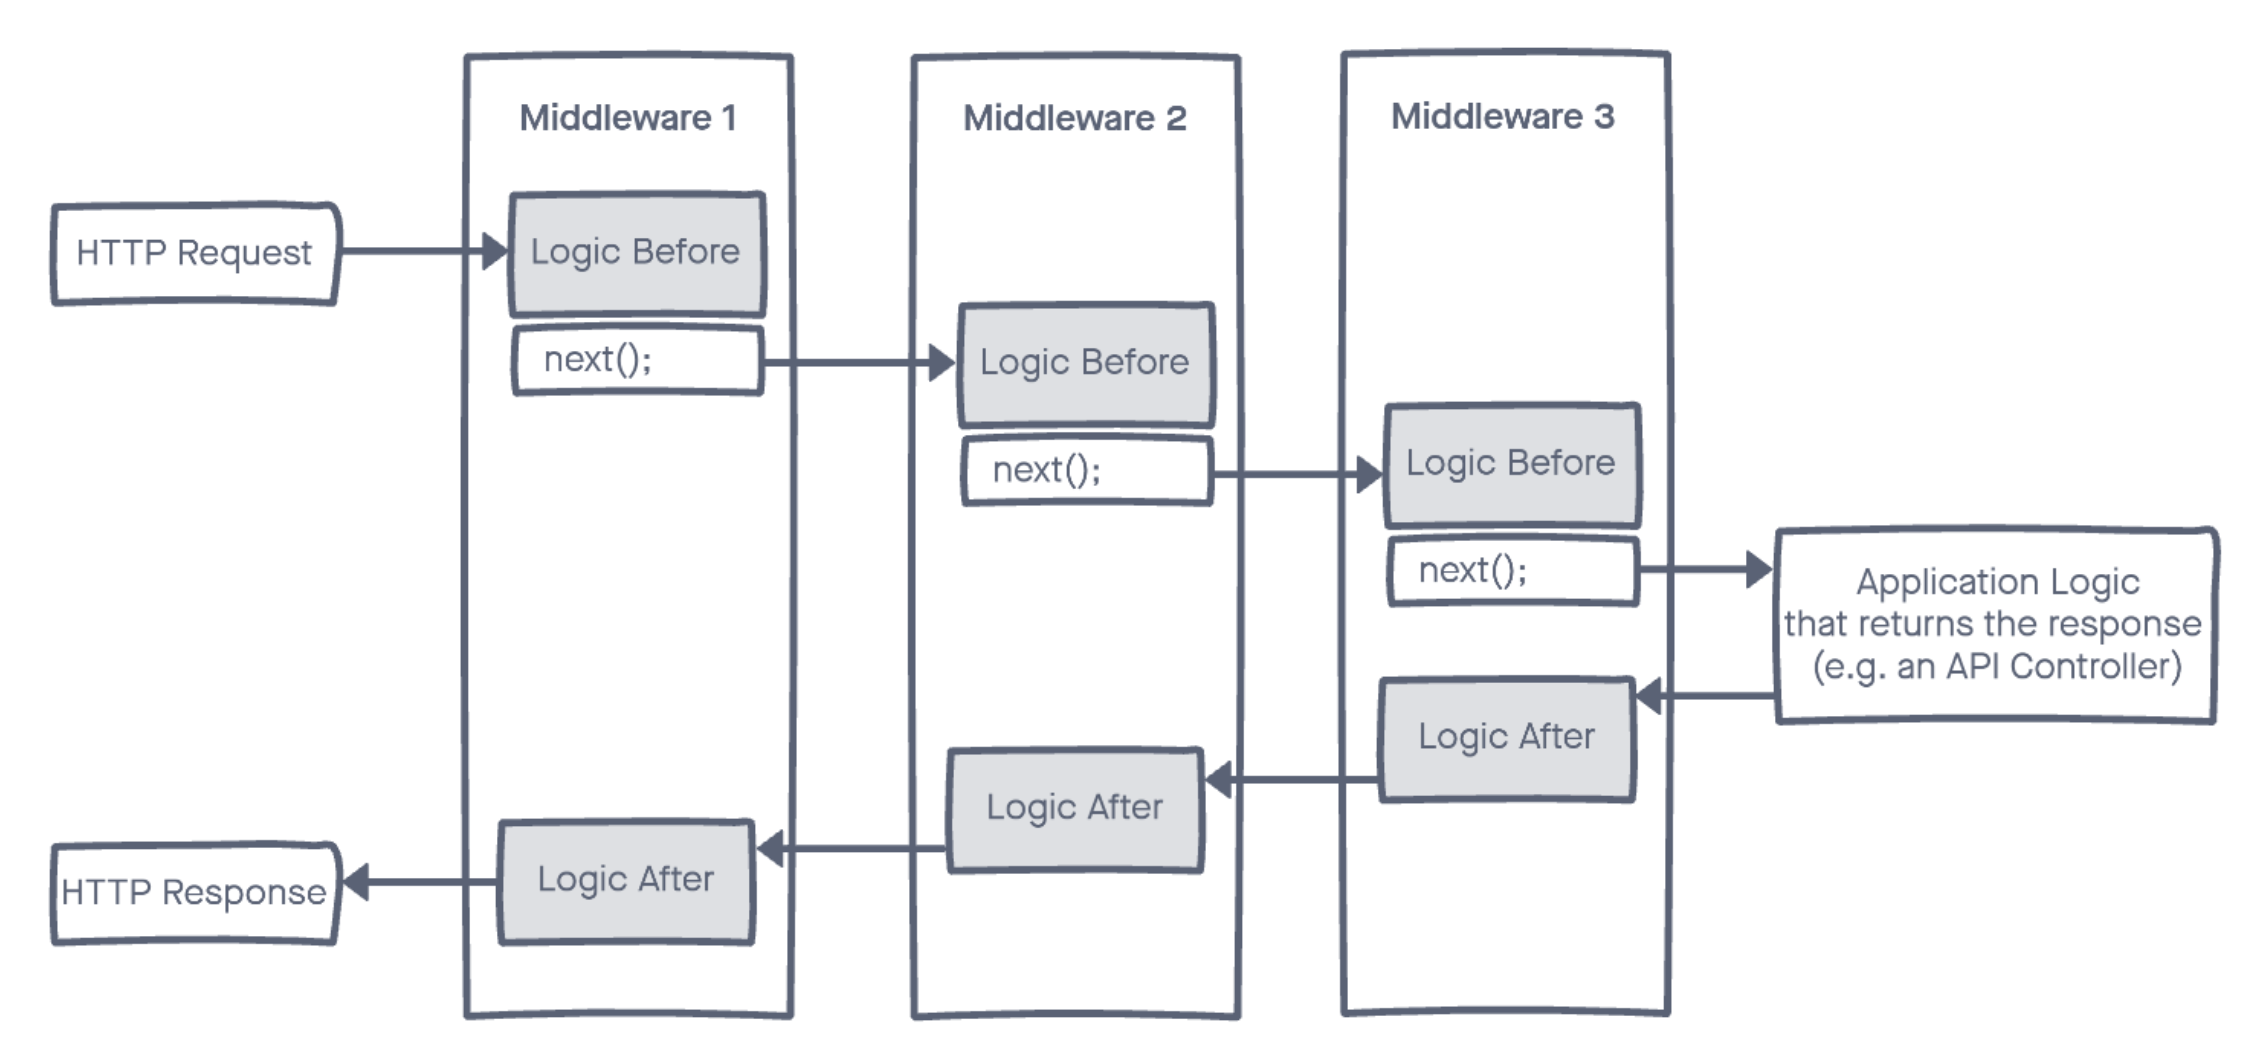 Middleware 1
Middleware 2
Middleware 3
HTTP Request
Logic Before
next();
Logic Before
next();
Logic Before
next();
Application Logic
that returns the response
(e.g. an API Controller)
Logic After
Logic After
Logic After
HTTP Response